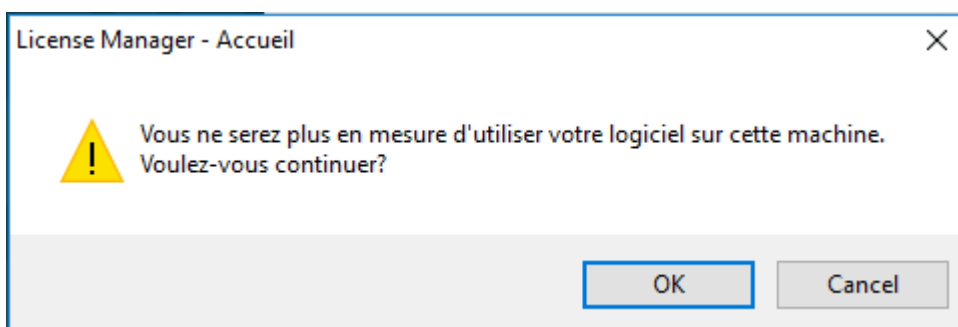 License Manager - Accueil
Vous ne serez plus en mesure d'utiliser votre logiciel sur cette machine.
Voulez-vous continuer?
OK Cancel